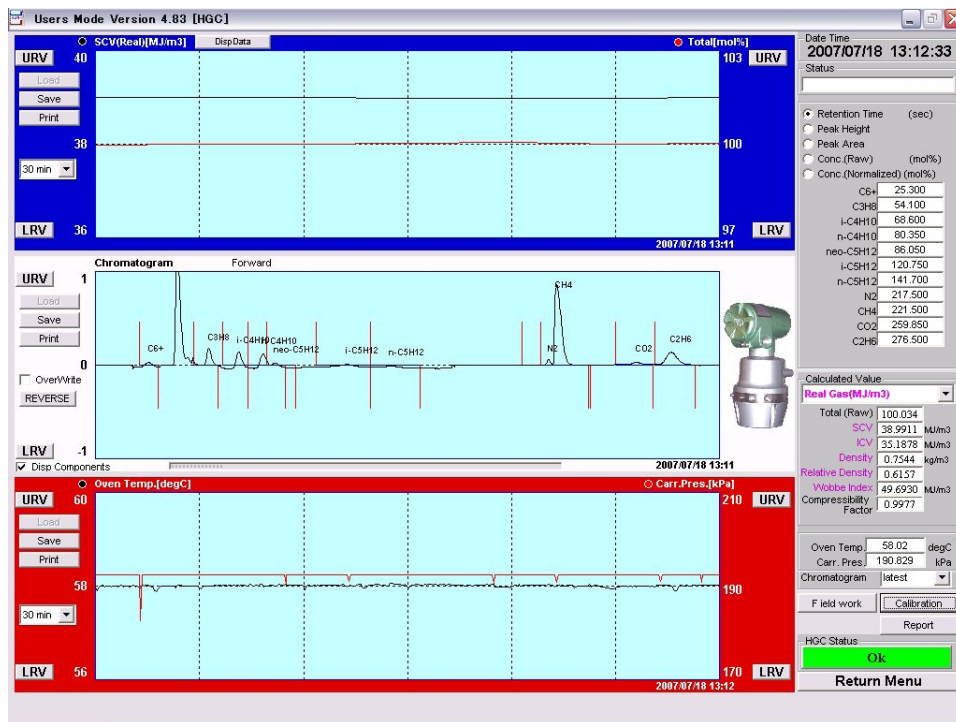 Users Mode Version 4.83 [HGC]
SCV(Real)[MJ/m3] DispData Total[mol%]
URV 40 103 URV
Load
Save
Print
38 100
30 min
LRV 36 97 LRV
2007/07/18 13:11
Chromatogram Forward
URV 1
Load
Save
Print
CH4
C6+ C3H8 i-C4H10 n-C4H10 neo-C5H12 i-C5H12 n-C5H12 N2 CO2 C2H6
0
OverWrite
REVERSE
LRV -1
Disp Components 2007/07/18 13:11
Oven Temp.[degC] Carr.Pres.[kPa]
URV 60 210 URV
Load
Save
Print
58 190
30 min
LRV 56 170 LRV
2007/07/18 13:12
Date Time
2007/07/18 13:12:33
Status
Retention Time (sec)
Peak Height
Peak Area
Conc.(Raw) (mol%)
Conc.(Normalized) (mol%)
C6+ 25.300
C3H8 54.100
i-C4H10 68.600
n-C4H10 80.350
neo-C5H12 86.050
i-C5H12 120.750
n-C5H12 141.700
N2 217.500
CH4 221.500
CO2 259.850
C2H6 276.500
Calculated Value
Real Gas(MJ/m3)
Total (Raw) 100.034
SCV 38.9911 MJ/m3
ICV 35.1878 MJ/m3
Density 0.7544 kg/m3
Relative Density 0.6157
Wobbe Index 49.6930 MJ/m3
Compressibility
Factor 0.9977
Oven Temp. 58.02 degC
Carr. Pres. 190.829 kPa
Chromatogram latest
Field work Calibration
Report
HGC Status
Ok
Return Menu